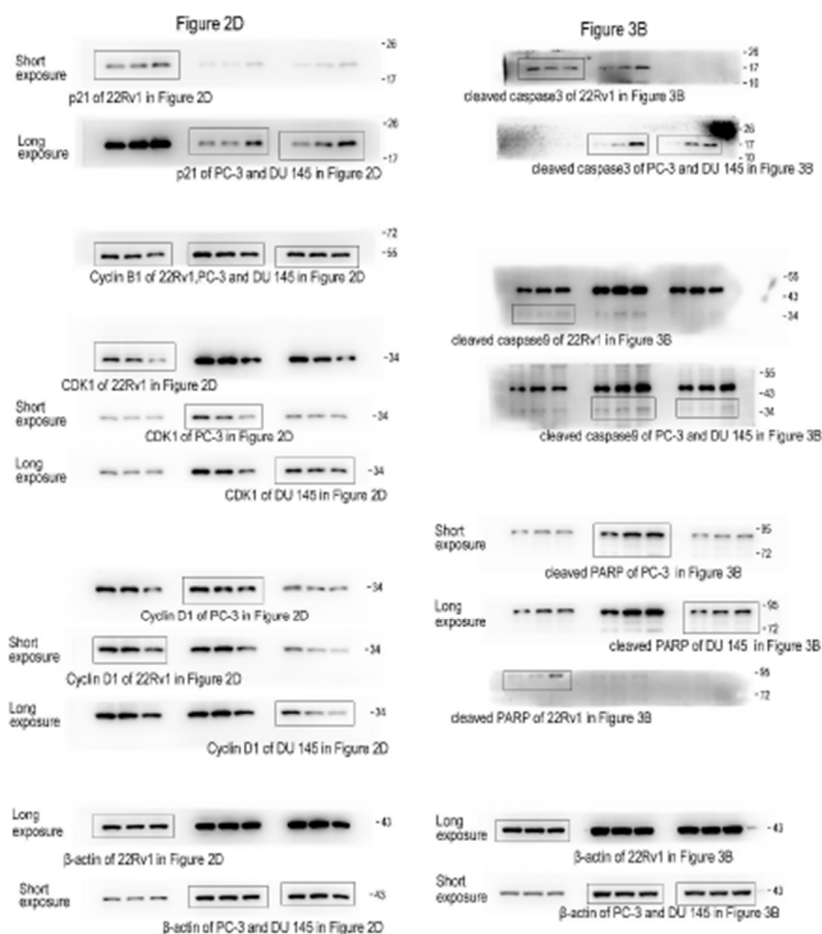 Figure 2D
Short
exposure
-26
-17
p21 of 22Rv1 in Figure 2D
Long
exposure
-26
-17
p21 of PC-3 and DU 145 in Figure 2D
-72
-55
Cyclin B1 of 22Rv1,PC-3 and DU 145 in Figure 2D
-34
CDK1 of 22Rv1 in Figure 2D
Short
exposure
-34
CDK1 of PC-3 in Figure 2D
Long
exposure
-34
CDK1 of DU 145 in Figure 2D
-34
Cyclin D1 of PC-3 in Figure 2D
Short
exposure
-34
Cyclin D1 of 22Rv1 in Figure 2D
Long
exposure
-34
Cyclin D1 of DU 145 in Figure 2D
Long
exposure
-43
β-actin of 22Rv1 in Figure 2D
Short
exposure
-43
β-actin of PC-3 and DU 145 in Figure 2D
Figure 3B
-26
-17
-10
cleaved caspase3 of 22Rv1 in Figure 3B
-26
-17
-10
cleaved caspase3 of PC-3 and DU 145 in Figure 3B
-55
-43
-34
cleaved caspase9 of 22Rv1 in Figure 3B
-55
-43
-34
cleaved caspase9 of PC-3 and DU 145 in Figure 3B
Short
exposure
-95
-72
cleaved PARP of PC-3 in Figure 3B
Long
exposure
-95
-72
cleaved PARP of DU 145 in Figure 3B
-95
-72
cleaved PARP of 22Rv1 in Figure 3B
Long
exposure
-43
β-actin of 22Rv1 in Figure 3B
Short
exposure
-43
β-actin of PC-3 and DU 145 in Figure 3B